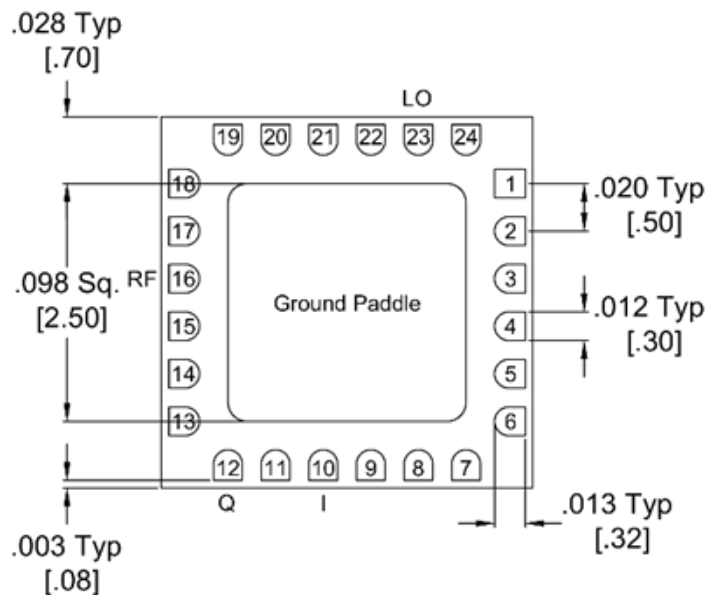 .028 Typ
[.70]
LO
19 20 21 22 23 24
18
1
.020 Typ
[.50]
17
2
.098 Sq.
[2.50]
RF
16
3
Ground Paddle
.012 Typ
[.30]
15
4
14
5
13
6
12 11 10 9 8 7
Q
I
.003 Typ
[.08]
.013 Typ
[.32]